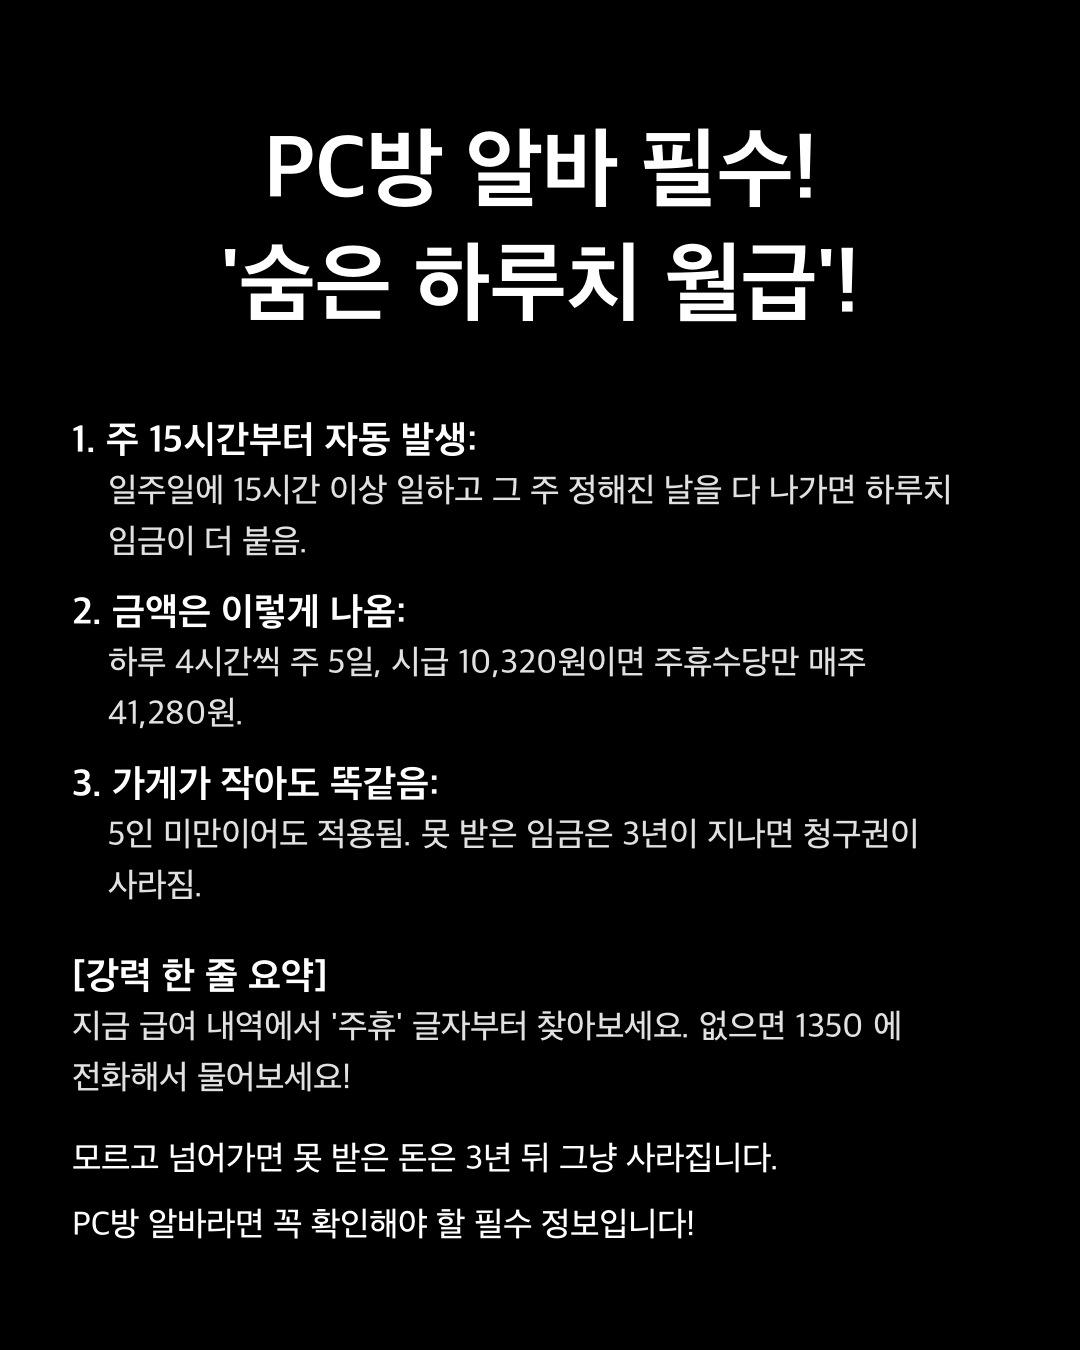 PC방 알바 필수!
'숨은 하루치 월급'!
1. 주 15시간부터 자동 발생:
일주일에 15시간 이상 일하고 그 주 정해진 날을 다 나가면 하루치
임금이 더 붙음.
2. 금액은 이렇게 나옴:
하루 4시간씩 주 5일, 시급 10,320원이면 주휴수당만 매주
41,280원.
3. 가게가 작아도 똑같음:
5인 미만이어도 적용됨. 못 받은 임금은 3년이 지나면 청구권이
사라짐.
[강력 한 줄 요약]
지금 급여 내역에서 '주휴' 글자부터 찾아보세요. 없으면 1350 에
전화해서 물어보세요!
모르고 넘어가면 못 받은 돈은 3년 뒤 그냥 사라집니다.
PC방 알바라면 꼭 확인해야 할 필수 정보입니다!